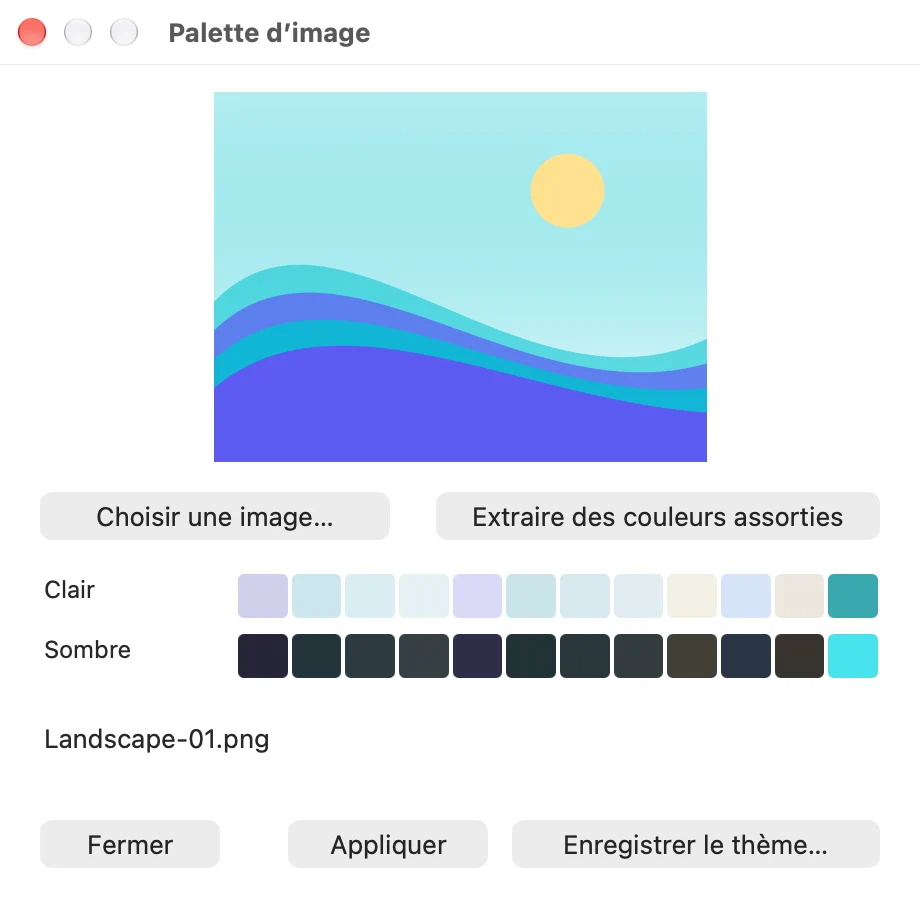 Palette d’image
Choisir une image…
Extraire des couleurs assorties
Clair
Sombre
Landscape-01.png
Fermer
Appliquer
Enregistrer le thème…